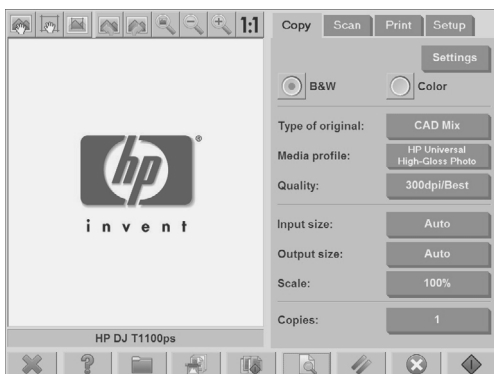 1:1
Copy Scan Print Setup
Settings
B&W Color
Type of original: CAD Mix
Media profile: HP Universal
High-Gloss Photo
Quality: 300dpi/Best
Input size: Auto
Output size: Auto
Scale: 100%
Copies: 1
hp®
invent
HP DJ T1100ps